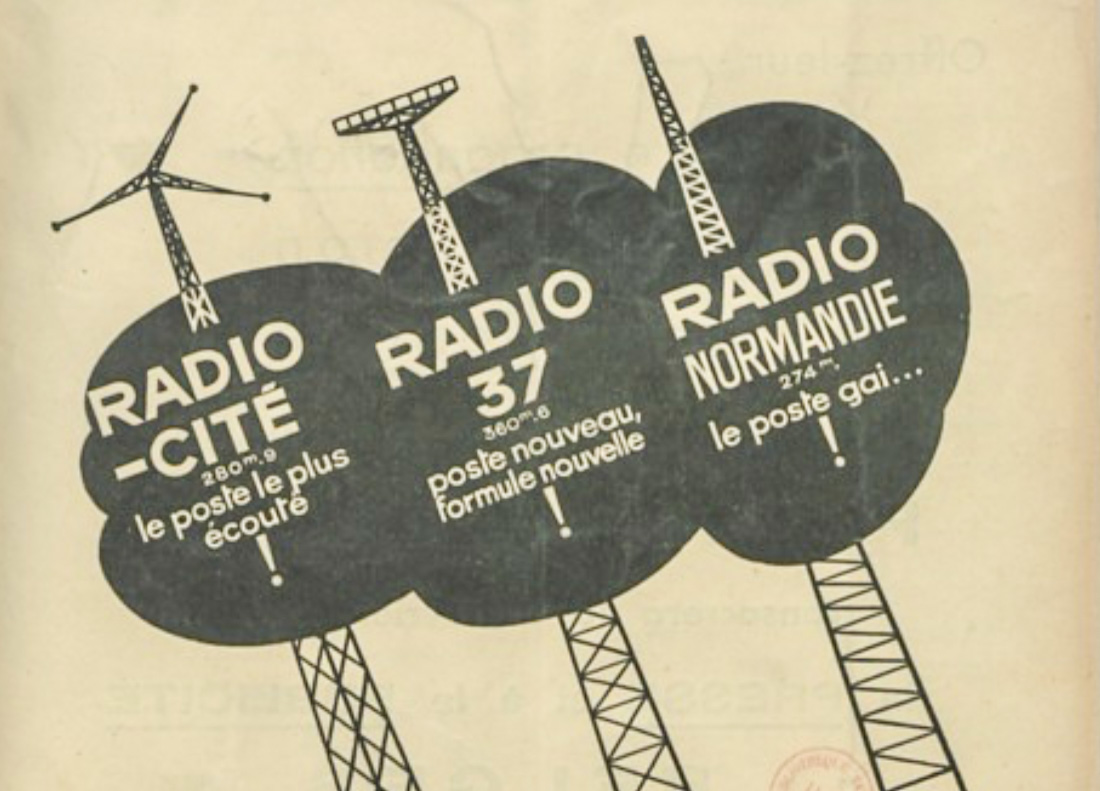 RADIO
-CITÉ
280m.9
le poste le plus
écouté
!
RADIO
37
360m.6
poste nouveau,
formule nouvelle
!
RADIO
NORMANDIE
274m.
le poste gai...
!